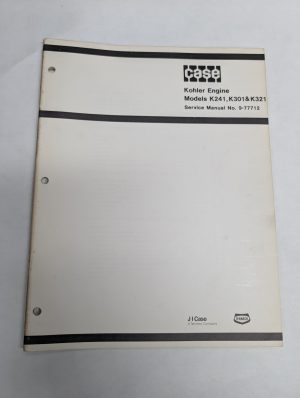 case
Kohler Engine
Models K241, K301 & K321
Service Manual No. 9-77712
J I Case
A Tenneco Company